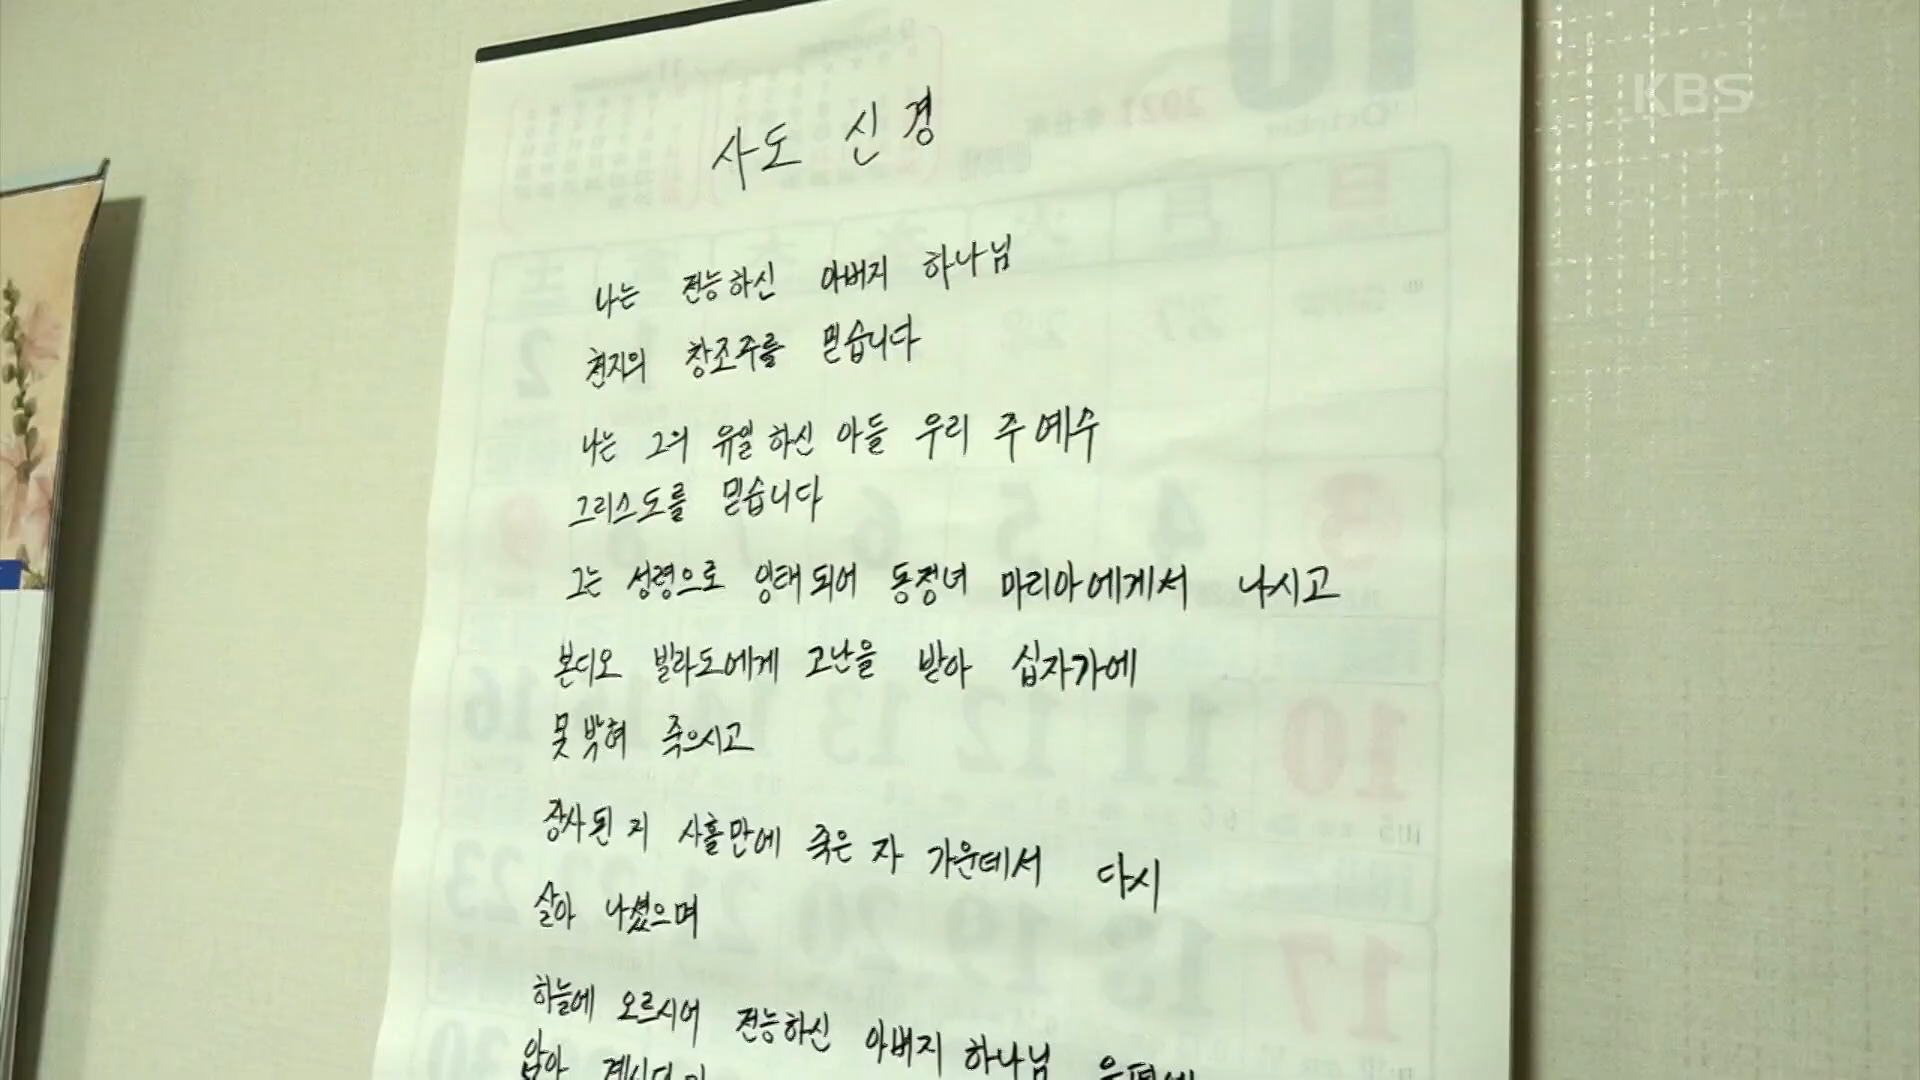 KBS
사도 신경
나는 전능하신 아버지 하나님
천지의 창조주를 믿습니다
나는 그의 유일하신 아들 우리 주 예수
그리스도를 믿습니다
그는 성령으로 잉태되어 동정녀 마리아에게서 나시고
본디오 빌라도에게 고난을 받아 십자가에
못 박혀 죽으시고
장사된 지 사흘만에 죽은 자 가운데서 다시
살아 나셨으며
하늘에 오르시어 전능하신 아버지 하나님
앉아